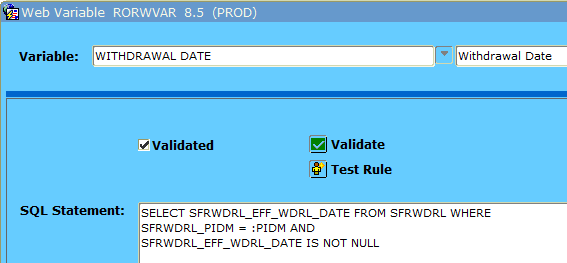 Web Variable RORWVAR 8.5 (PROD)
Variable: WITHDRAWAL DATE Withdrawal Date
Validated Validate
Test Rule
SQL Statement: SELECT SFRWDRL_EFF_WDRL_DATE FROM SFRWDRL WHERE
SFRWDRL_PIDM = :PIDM AND
SFRWDRL_EFF_WDRL_DATE IS NOT NULL